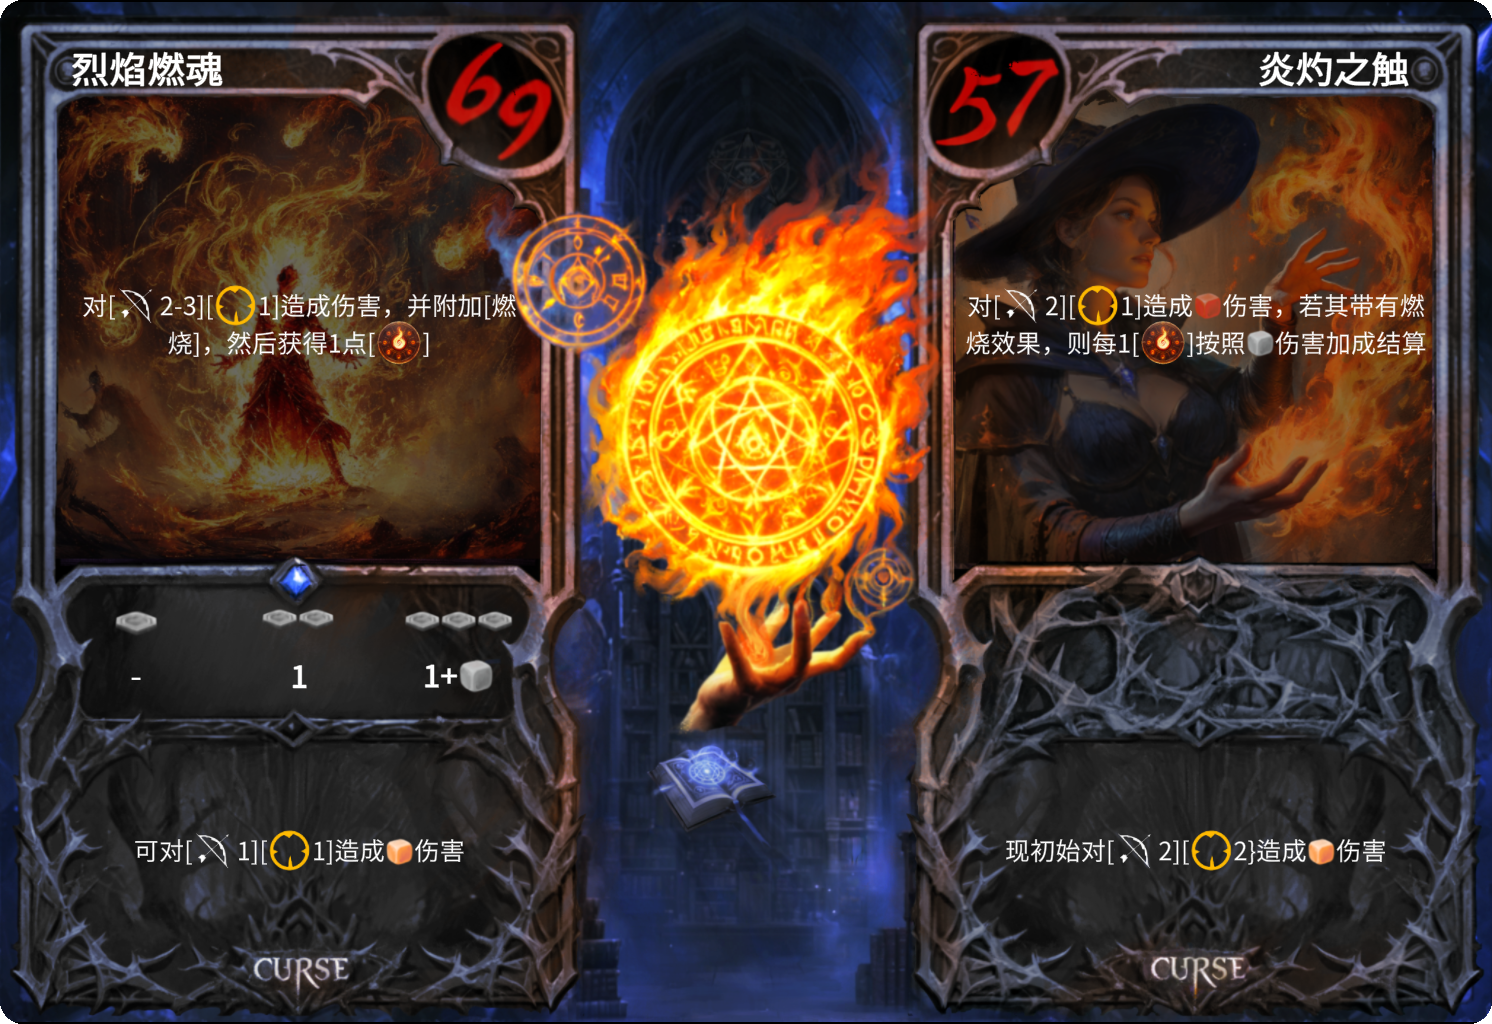 烈焰燃魂
69
对[2-3][1]造成伤害，并附加[燃
烧]，然后获得1点[]
-
1
1+
可对[1][1]造成伤害
CURSE
57
炎灼之触
对[2][1]造成伤害，若其带有燃
烧效果，则每1[]按照伤害加成结算
现初始对[2][2}造成伤害
CURSE